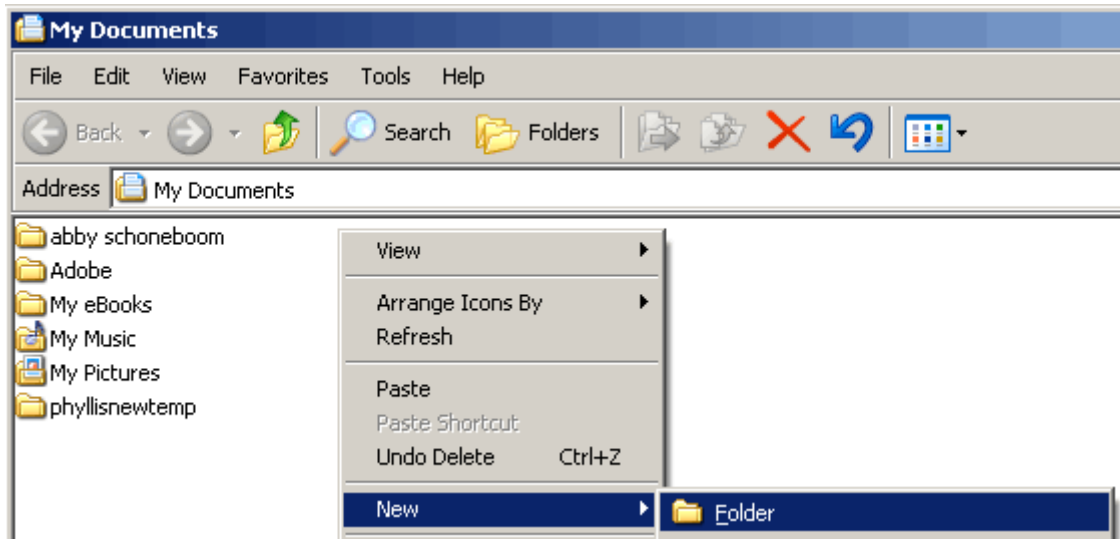 My Documents
File Edit View Favorites Tools Help
Back Search Folders
Address My Documents
abby schoneboom
Adobe
My eBooks
My Music
My Pictures
phyllisnewtemp
View
Arrange Icons By
Refresh
Paste
Paste Shortcut
Undo Delete Ctrl+Z
New
Folder